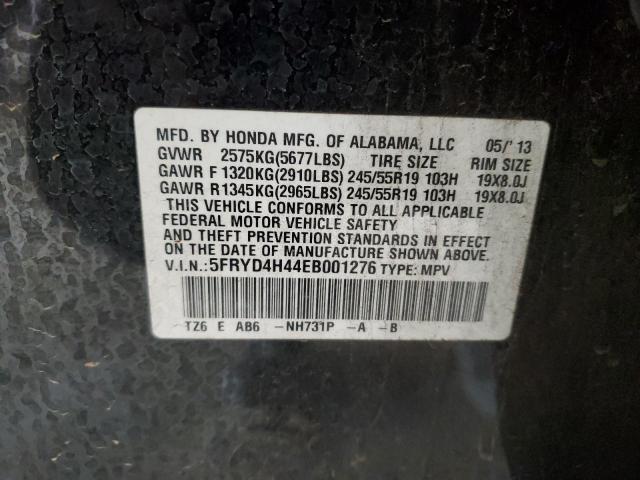 MFD. BY HONDA MFG. OF ALABAMA, LLC 05/'13
GVWR 2575KG(5677LBS) TIRE SIZE RIM SIZE
GAWR F 1320KG(2910LBS) 245/55R19 103H 19X8.0J
GAWR R 1345KG(2965LBS) 245/55R19 103H 19X8.0J
THIS VEHICLE CONFORMS TO ALL APPLICABLE
FEDERAL MOTOR VEHICLE SAFETY
AND THEFT PREVENTION STANDARDS IN EFFECT
ON THE DATE OF MANUFACTURE SHOWN ABOVE.
V.I.N.:5FRYD4H44EB001276 TYPE: MPV
TZ6 E AB6 -NH731P -A -B